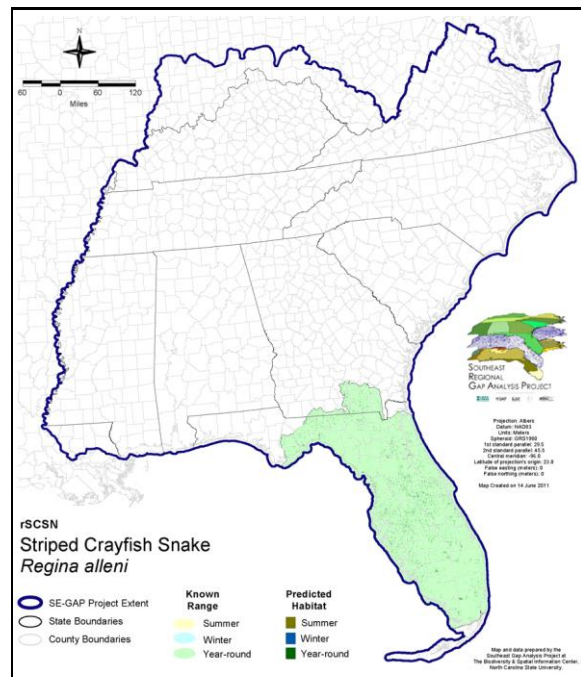 N
60 0 60 120
Miles
SOUTHEAST
REGIONAL
GAP ANALYSIS PROJECT
Projection: Albers
Datum: NAD83
Units: Meters
Spheroid: GRS1980
1st standard parallel: 29.5
2nd standard parallel: 45.5
Central meridian: -96.0
Latitude of projection's origin: 23.0
False easting (meters): 0
False northing (meters): 0
Map Created on 14 June 2011
rSCSN
Striped Crayfish Snake
Regina alleni
SE-GAP Project Extent
State Boundaries
County Boundaries
Known
Range
Summer
Winter
Year-round
Predicted
Habitat
Summer
Winter
Year-round
Map and data prepared by the
Southeast Gap Analysis Project at
The Biodiversity & Spatial Information Center,
North Carolina State University.